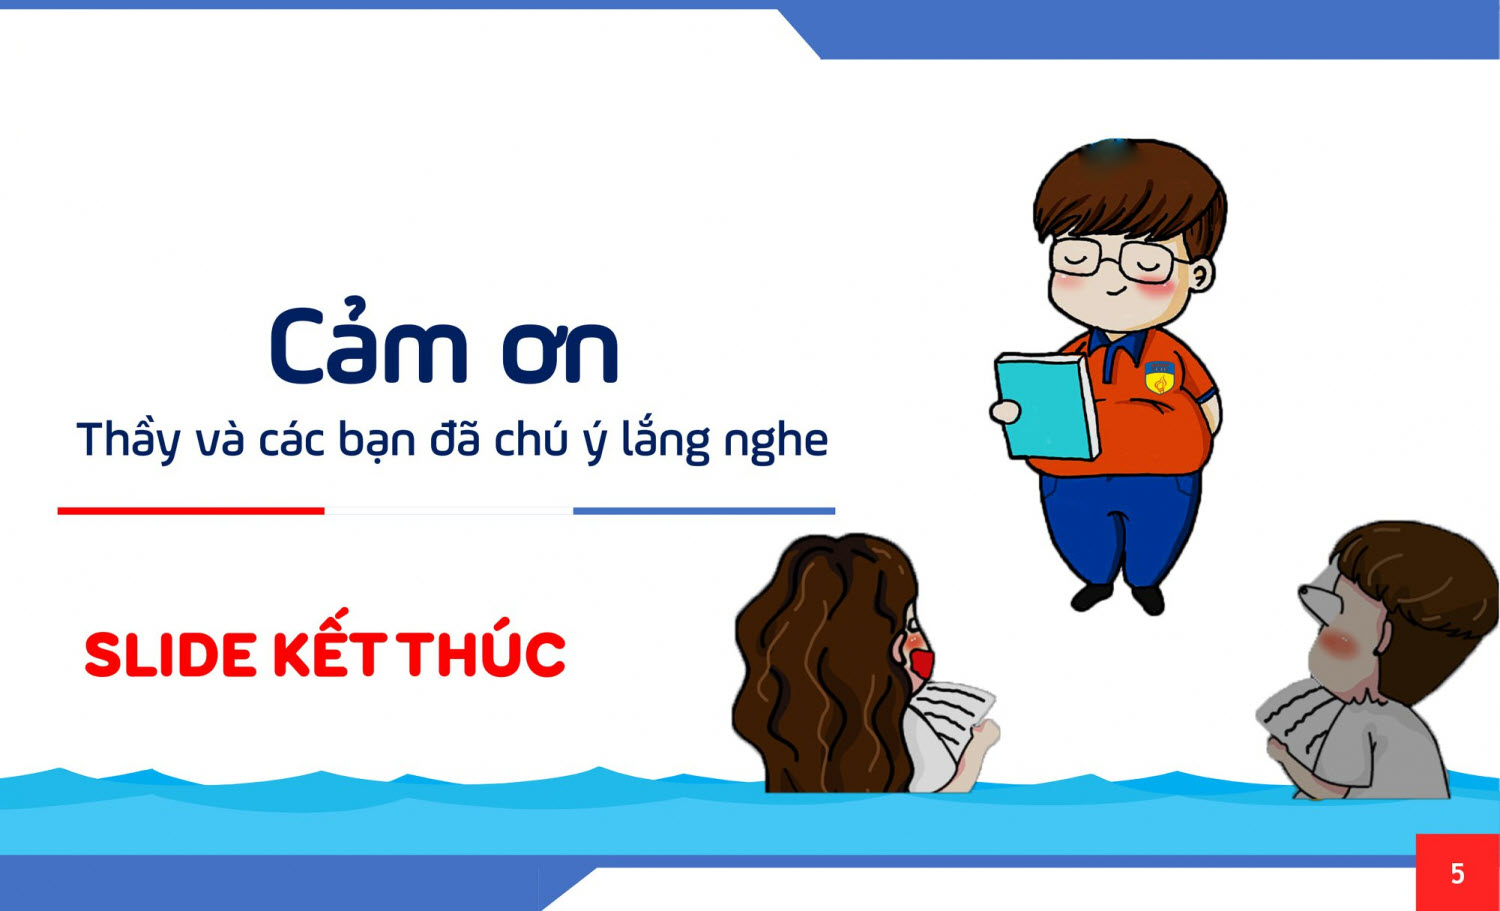 Cảm ơn
Thầy và các bạn đã chú ý lắng nghe
SLIDE KẾT THÚC
5